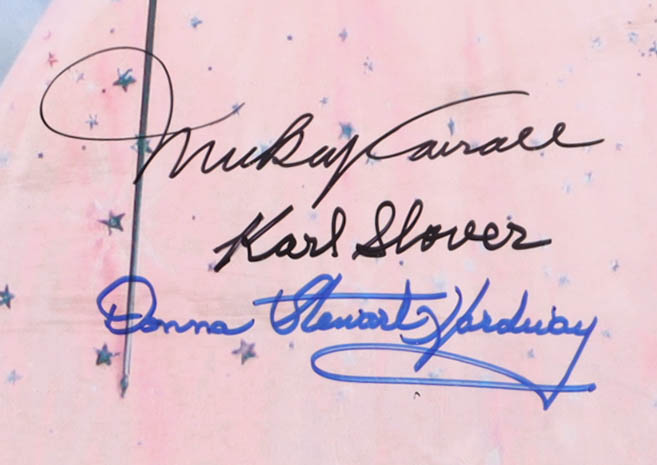 Mickey Carroll
Karl Slover
Donna Stewart Hardway